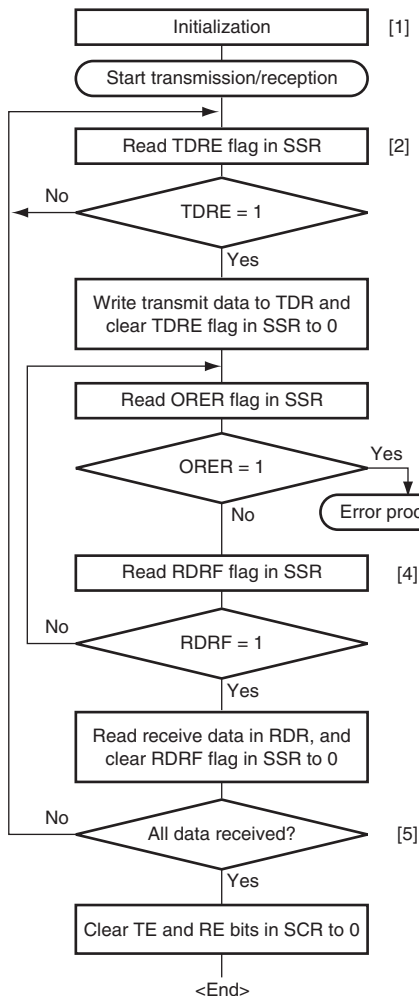 Initialization [1]
Start transmission/reception
Read TDRE flag in SSR [2]
No
TDRE = 1
Yes
Write transmit data to TDR and
clear TDRE flag in SSR to 0
Read ORER flag in SSR
ORER = 1
Yes
No
Error
Read RDRF flag in SSR [4]
No
RDRF = 1
Yes
Read receive data in RDR, and
clear RDRF flag in SSR to 0
No
All data received? [5]
Yes
Clear TE and RE bits in SCR to 0
<End>